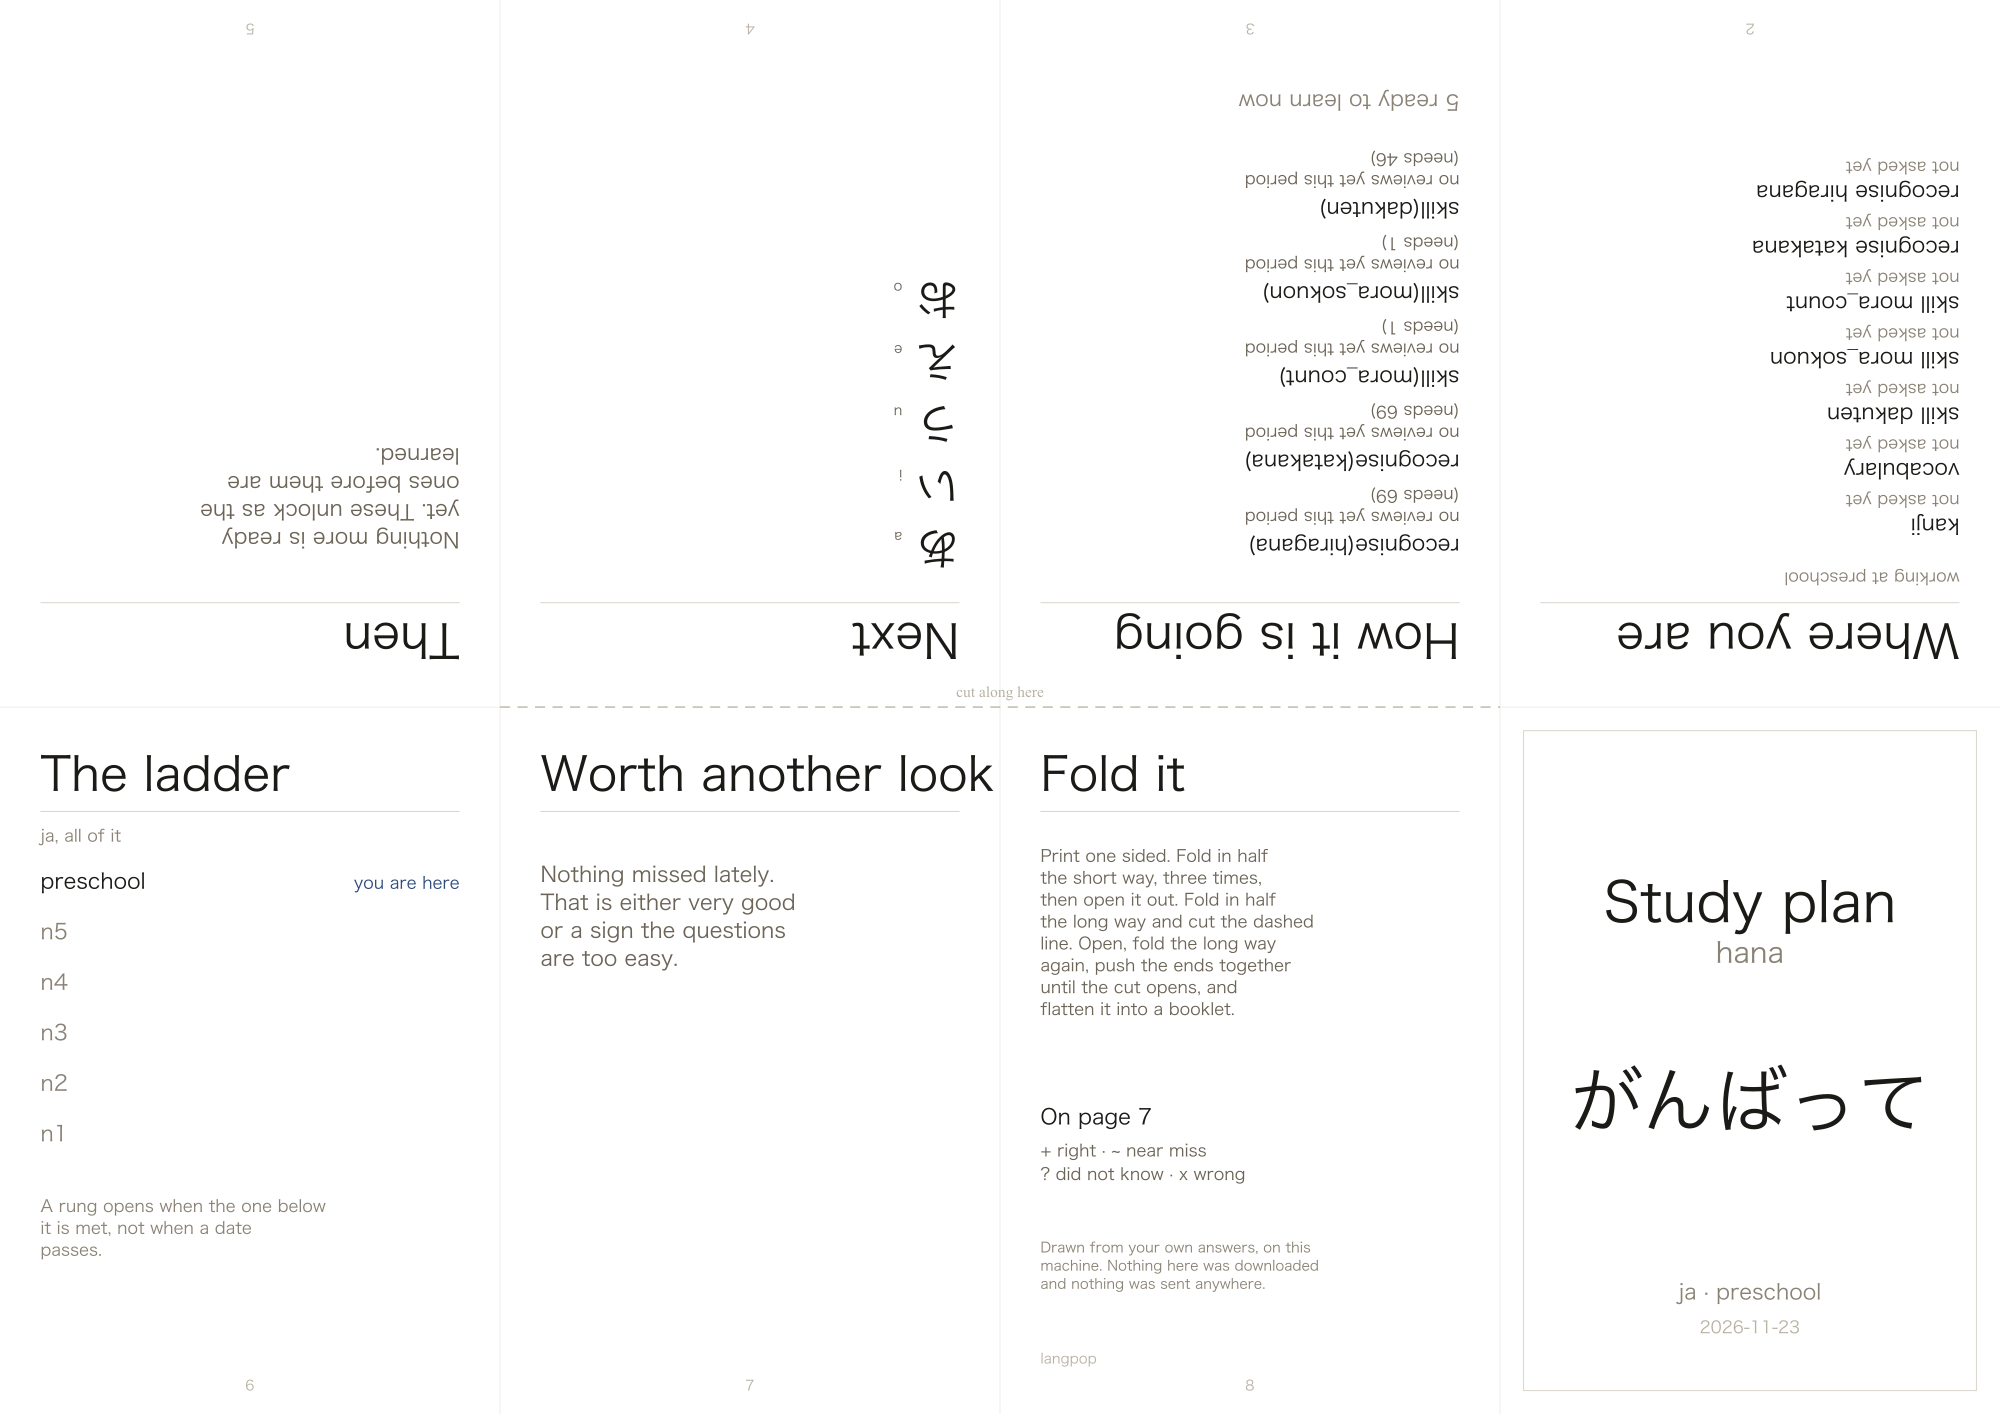 Study plan
hana
がんばって
ja · preschool
2026-11-23
Where you are
working at preschool
kanji
not asked yet
vocabulary
not asked yet
skill dakuten
not asked yet
skill mora_sokuon
not asked yet
skill mora_count
not asked yet
recognise katakana
not asked yet
recognise hiragana
not asked yet
2
How it is going
recognise(hiragana)
no reviews yet this period
(needs 69)
recognise(katakana)
no reviews yet this period
(needs 69)
skill(mora_count)
no reviews yet this period
(needs 1)
skill(mora_sokuon)
no reviews yet this period
(needs 1)
skill(dakuten)
no reviews yet this period
(needs 46)
5 ready to learn now
3
Next
あ a
い i
う u
え e
お o
4
Then
Nothing more is ready
yet. These unlock as the
ones before them are
learned.
5
cut along here
The ladder
ja, all of it
preschool you are here
n5
n4
n3
n2
n1
A rung opens when the one below
it is met, not when a date
passes.
6
Worth another look
Nothing missed lately.
That is either very good
or a sign the questions
are too easy.
7
Fold it
Print one sided. Fold in half
the short way, three times,
then open it out. Fold in half
the long way and cut the dashed
line. Open, fold the long way
again, push the ends together
until the cut opens, and
flatten it into a booklet.
On page 7
+ right · ~ near miss
? did not know · x wrong
Drawn from your own answers, on this
machine. Nothing here was downloaded
and nothing was sent anywhere.
langpop
8